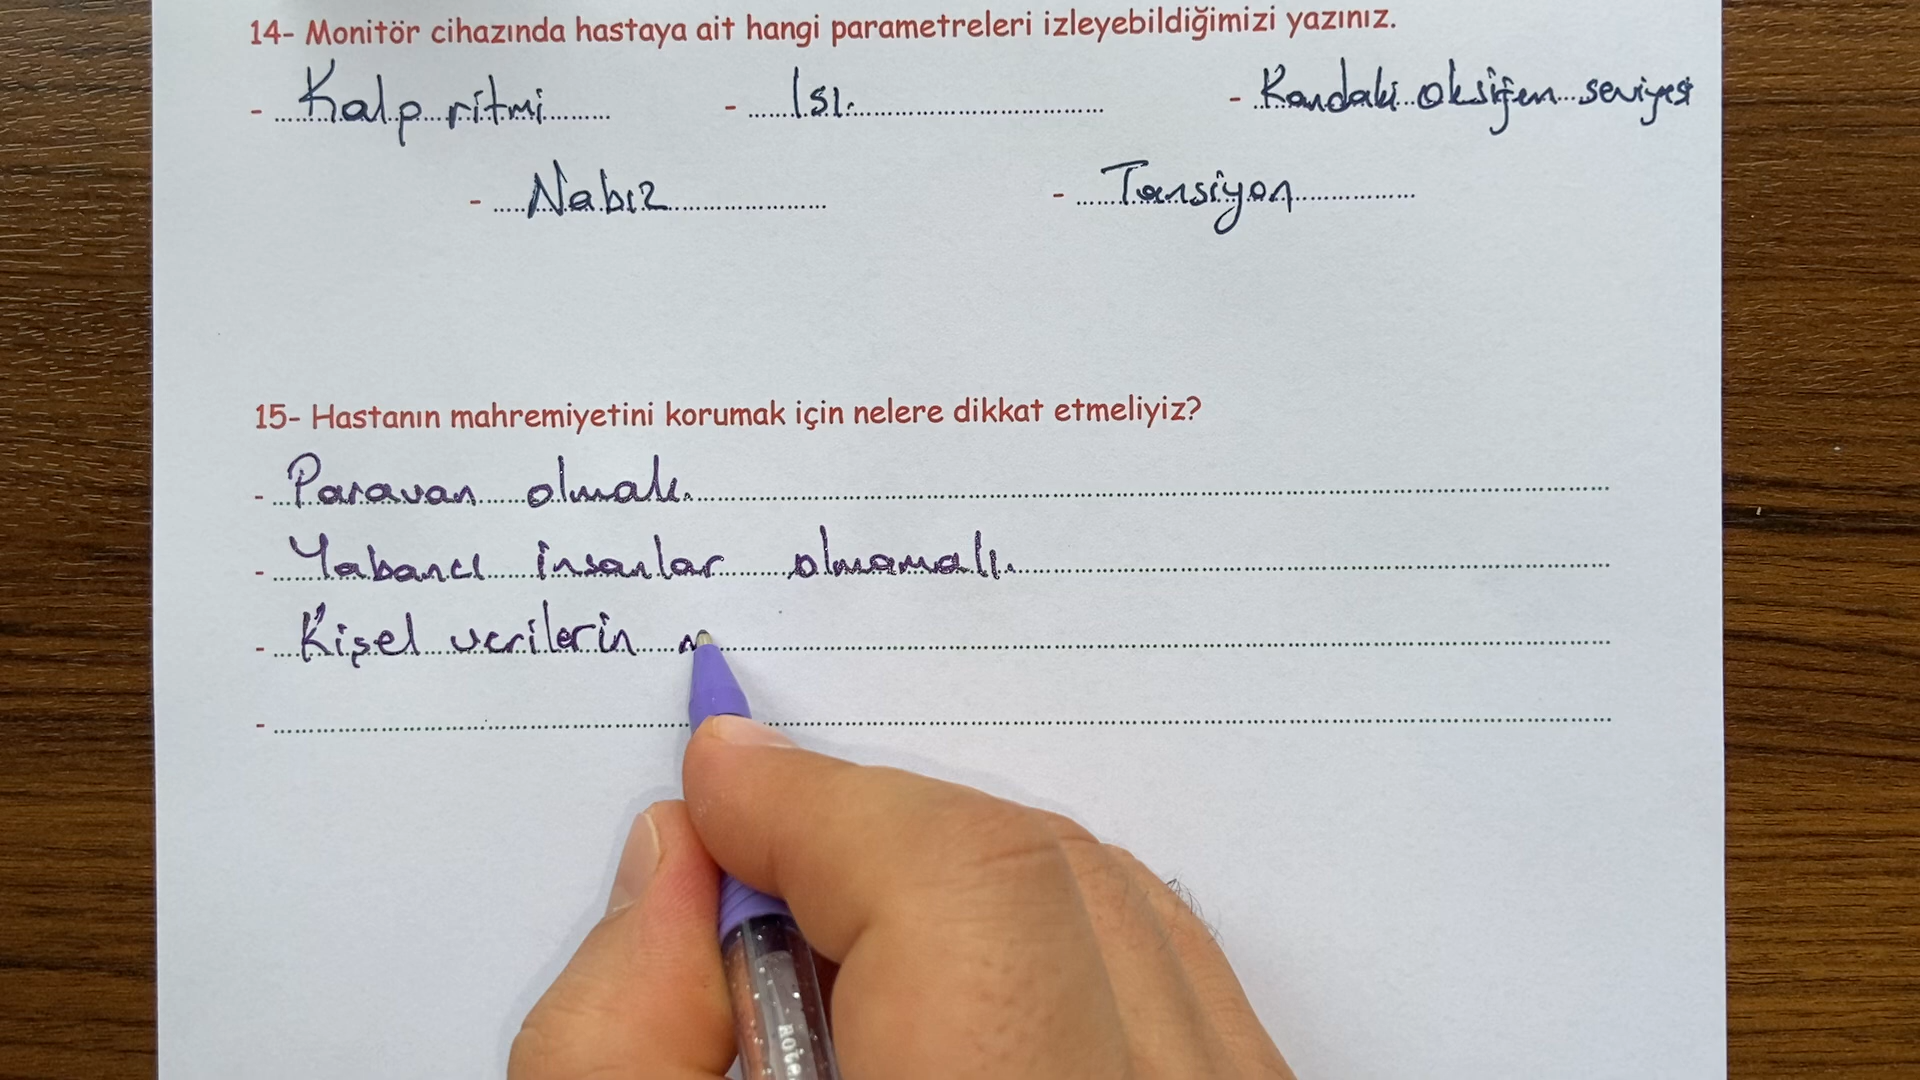 14- Monitör cihazında hastaya ait hangi parametreleri izleyebildiğimizi yazınız.
- Kalp ritmi - Isı. - Kandaki oksijen seviyesi
- Nabız - Tansiyon
15- Hastanın mahremiyetini korumak için nelere dikkat etmeliyiz?
- Paravan olmalı.
- Yabancı insanlar olmamalı.
- Kişel verilerin
-